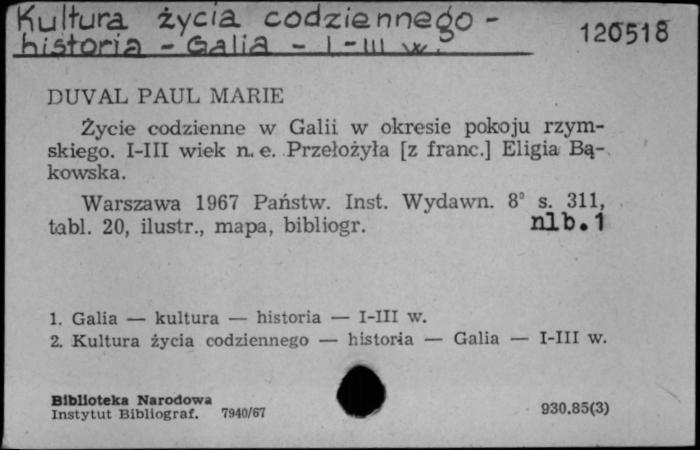 Kultura życia codziennego -
historia - Galia - I-III w.
120518
DUVAL PAUL MARIE
Życie codzienne w Galii w okresie pokoju rzym-
skiego. I-III wiek n. e. Przełożyła [z franc.] Eligia Bą-
kowska.
Warszawa 1967 Państw. Inst. Wydawn. 8° s. 311,
tabl. 20, ilustr., mapa, bibliogr.
nlb.1
1. Galia — kultura — historia — I-III w.
2. Kultura życia codziennego — historia — Galia — I-III w.
Biblioteka Narodowa
Instytut Bibliograf. 7940/67
930.85(3)